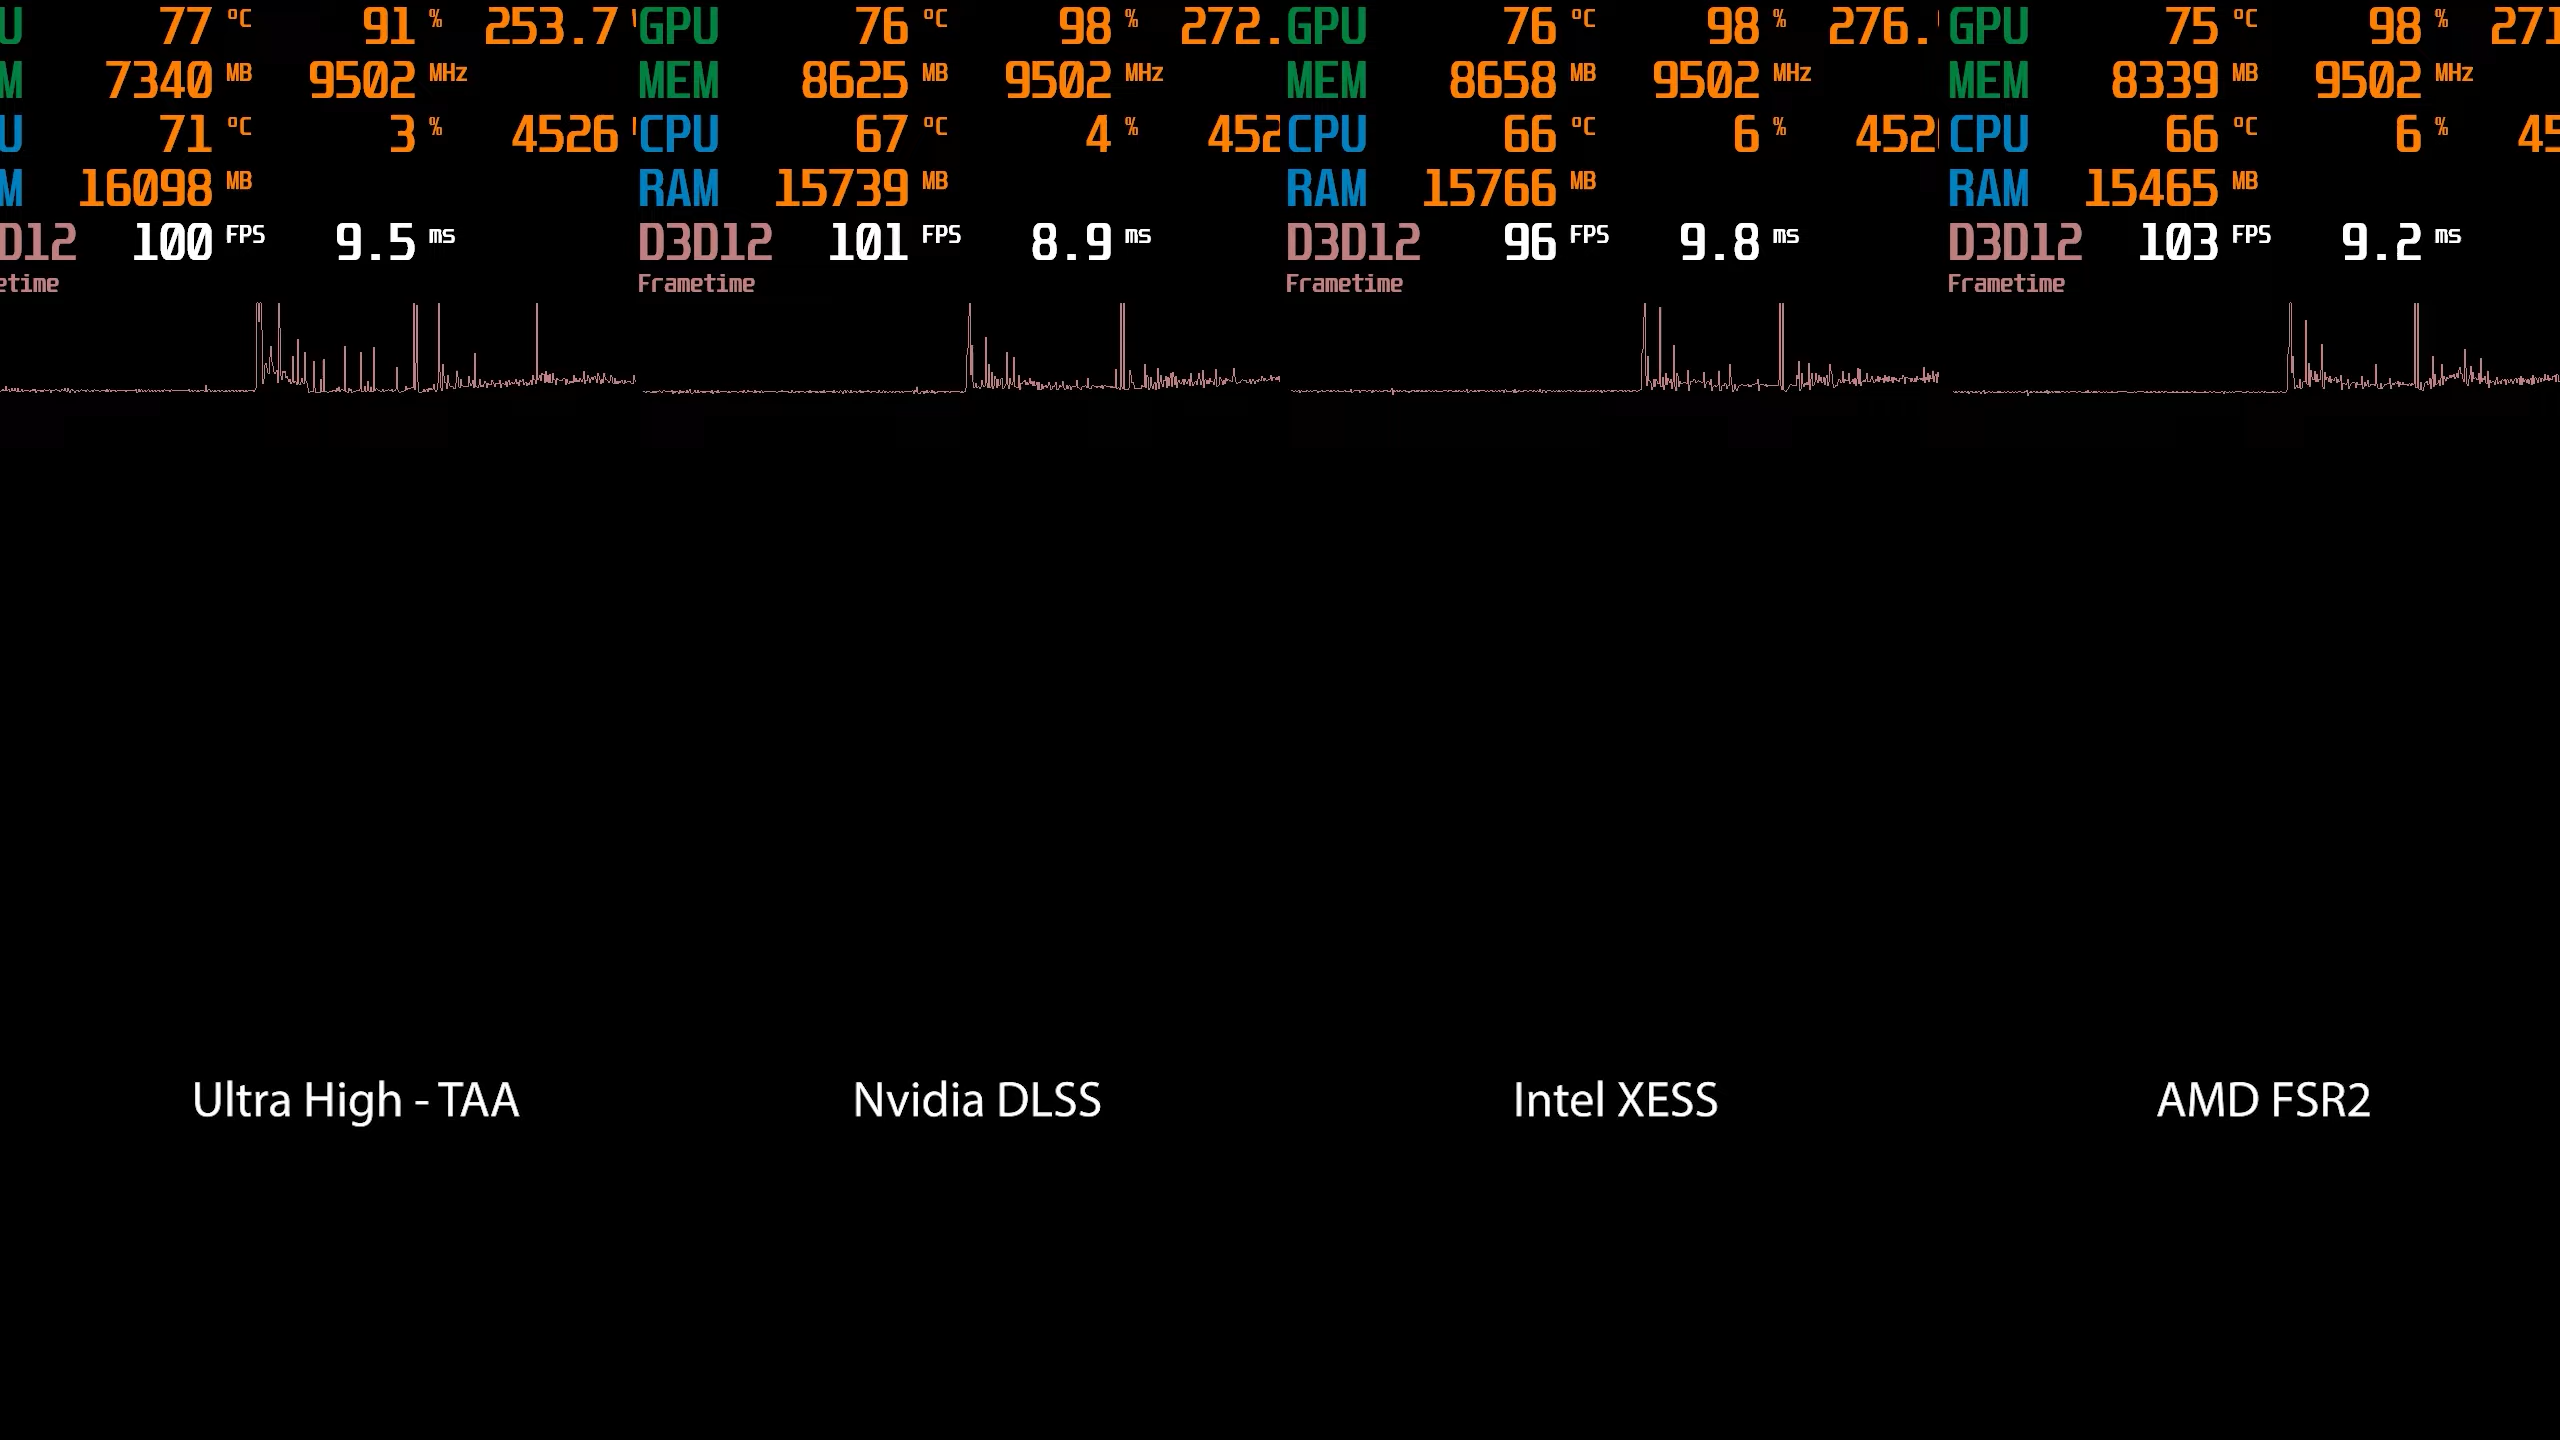 U 77 °C 91 % 253.7
M 7340 MB 9502 MHz
U 71 °C 3 % 4526
M 16098 MB
D12 100 FPS 9.5 ms
etime
GPU 76 °C 98 % 272.
MEM 8625 MB 9502 MHz
CPU 67 °C 4 % 452
RAM 15739 MB
D3D12 101 FPS 8.9 ms
Frametime
GPU 76 °C 98 % 276.
MEM 8658 MB 9502 MHz
CPU 66 °C 6 % 452
RAM 15766 MB
D3D12 96 FPS 9.8 ms
Frametime
GPU 75 °C 98 % 271
MEM 8339 MB 9502 MHz
CPU 66 °C 6 % 45
RAM 15465 MB
D3D12 103 FPS 9.2 ms
Frametime
Ultra High - TAA
Nvidia DLSS
Intel XESS
AMD FSR2